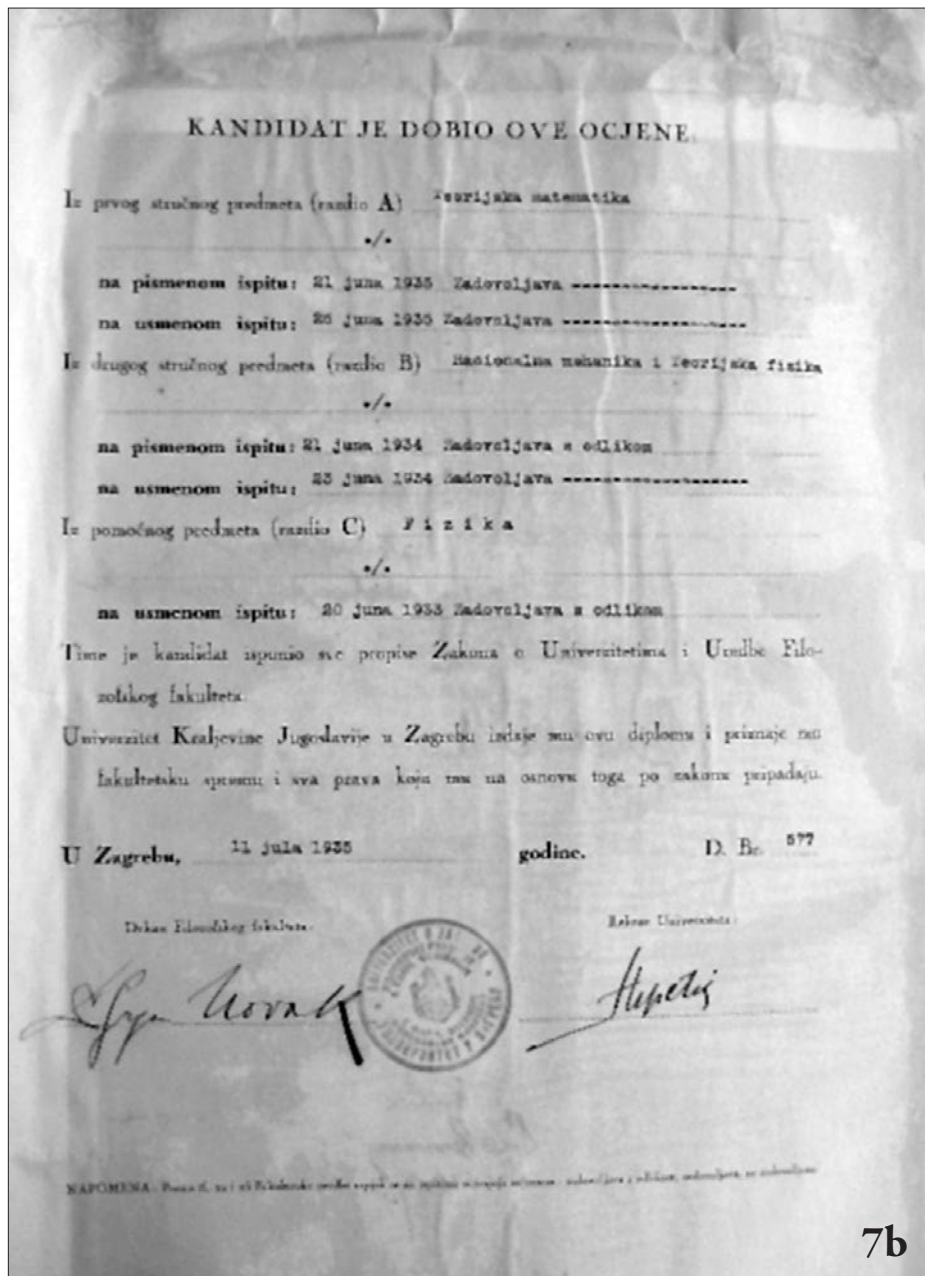 KANDIDAT JE DOBIO OVE OCJENE
Iz prvog stručnog predmeta (razdio A) Teorijska matematika
./.
na pismenom ispitu: 21 juna 1935 Zadovoljava
na usmenom ispitu: 26 juna 1935 Zadovoljava
Iz drugog stručnog predmeta (razdio B) Racionalna mehanika i Teorijska fizika
./.
na pismenom ispitu: 21 juna 1934 Zadovoljava s odlikom
na usmenom ispitu: 23 juna 1934 Zadovoljava
Iz pomoćnog predmeta (razdio C) Fizika
./.
na usmenom ispitu: 20 juna 1933 Zadovoljava s odlikom
Time je kandidat ispunio sve propise Zakona o Univerzitetima i Uredbe Filo-
zofskog fakulteta.
Univerzitet Kraljevine Jugoslavije u Zagrebu izdaje mu ovu diplomu i priznaje mu
fakultetsku spremu i sva prava koja mu na osnovu toga po zakonu pripadaju.
U Zagrebu, 11 jula 1935 godine. D. Br. 577
Dekan Filozofskog fakulteta: Rektor Univerziteta:
Novak
NAPOMENA:
7b